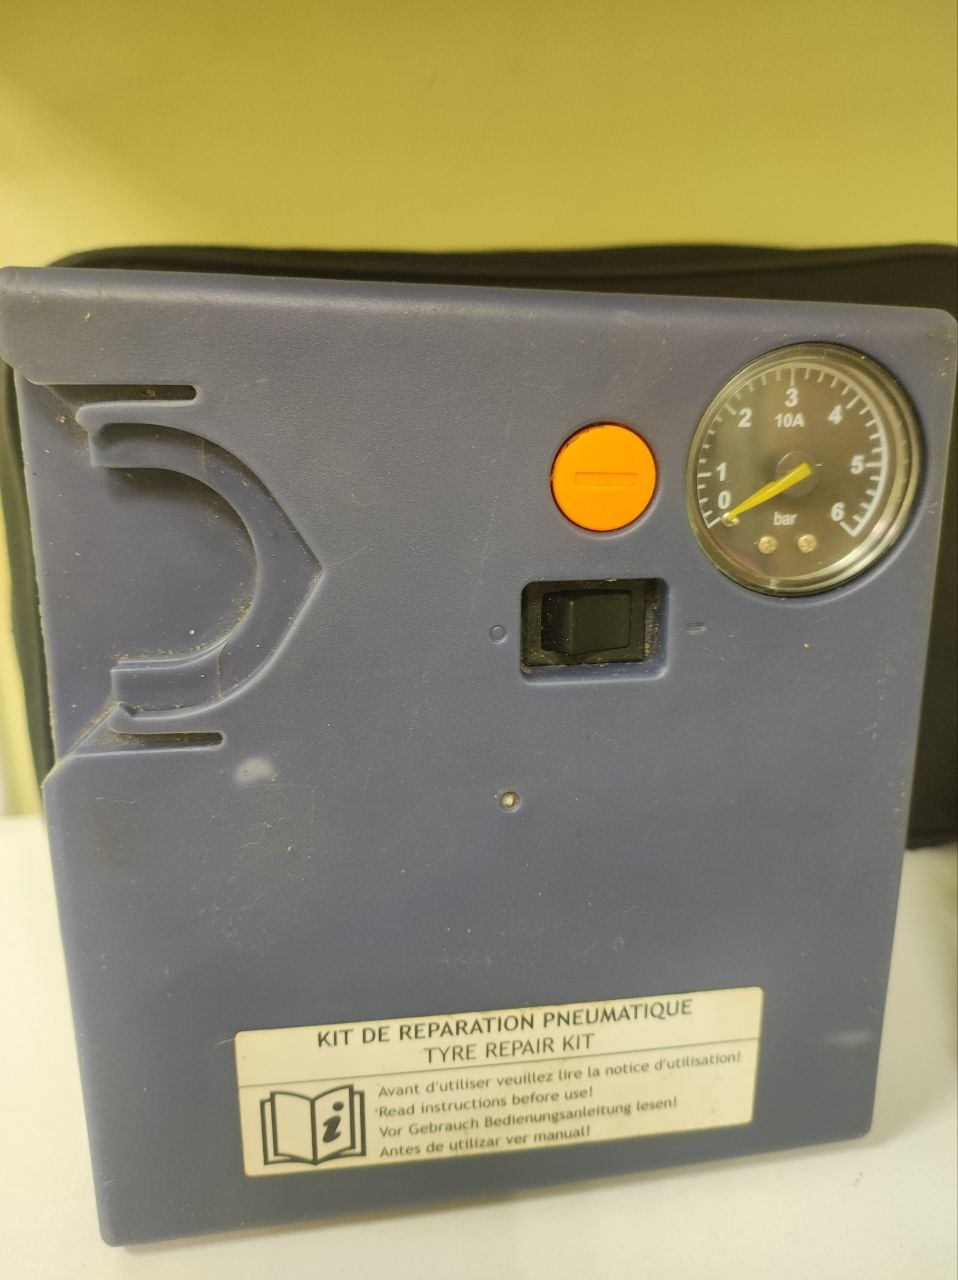 3
2
4
10A
1
5
0
6
bar
KIT DE REPARATION PNEUMATIQUE
TYRE REPAIR KIT
Avant d'utiliser veuillez lire la notice d'utilisation!
Read instructions before use!
Vor Gebrauch Bedienungsanleitung lesen!
Antes de utilizar ver manual!